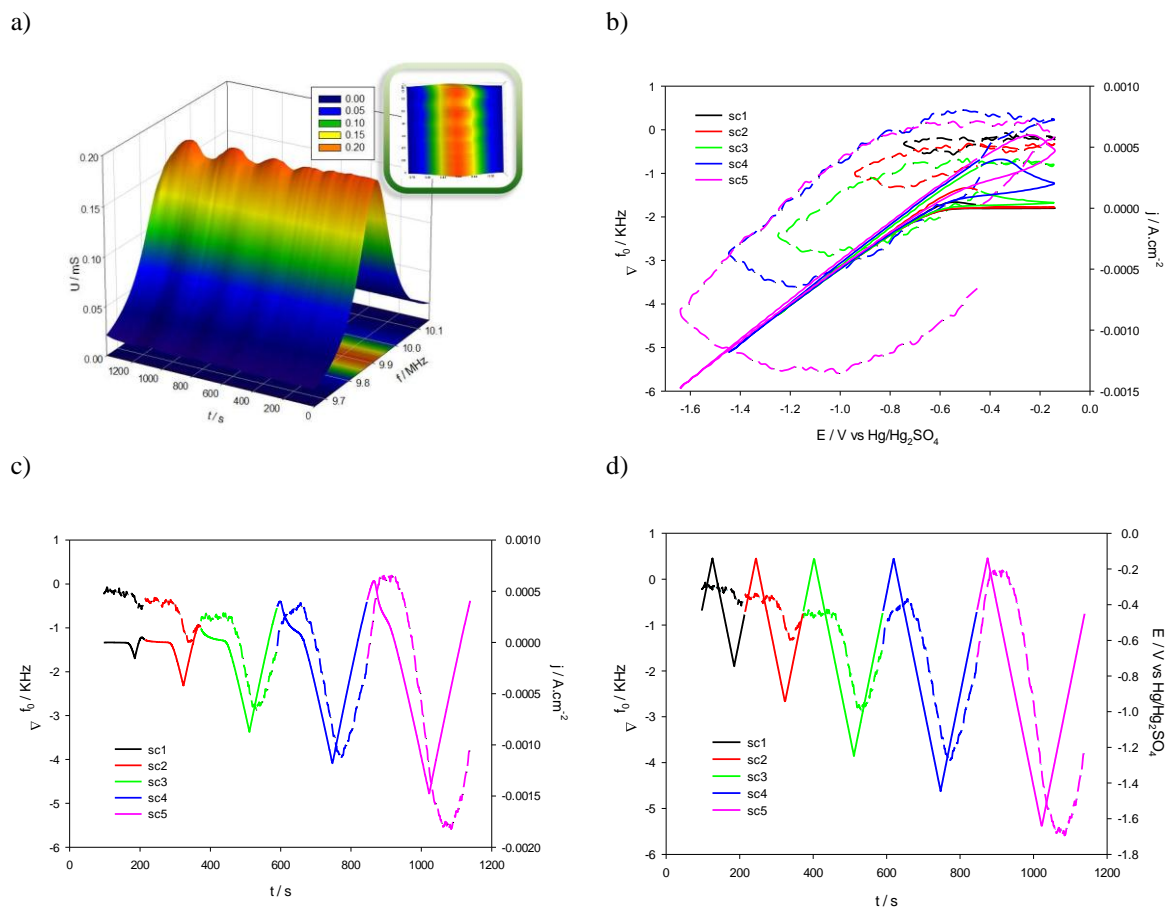 a)
0.00
0.05
0.10
0.15
0.20
0.20
0.15
0.10
0.05
0.00
U / mS
1200
1000
800
600
400
200
0
t / s
9.7
9.8
9.9
10.0
10.1
f / MHz
b)
1
0
-1
-2
-3
-4
-5
-6
∇ f0 / KHz
sc1
sc2
sc3
sc4
sc5
0.0010
0.0005
0.0000
-0.0005
-0.0010
-0.0015
j / A.cm-2
-1.6 -1.4 -1.2 -1.0 -0.8 -0.6 -0.4 -0.2 0.0
E / V vs Hg/Hg2SO4
c)
1
0
-1
-2
-3
-4
-5
-6
∇ f0 / KHz
sc1
sc2
sc3
sc4
sc5
0.0010
0.0005
0.0000
-0.0005
-0.0010
-0.0015
-0.0020
j / A.cm-2
0 200 400 600 800 1000 1200
t / s
d)
1
0
-1
-2
-3
-4
-5
-6
∇ f0 / KHz
sc1
sc2
sc3
sc4
sc5
0.0
-0.2
-0.4
-0.6
-0.8
-1.0
-1.2
-1.4
-1.6
-1.8
E / V vs Hg/Hg2SO4
0 200 400 600 800 1000 1200
t / s